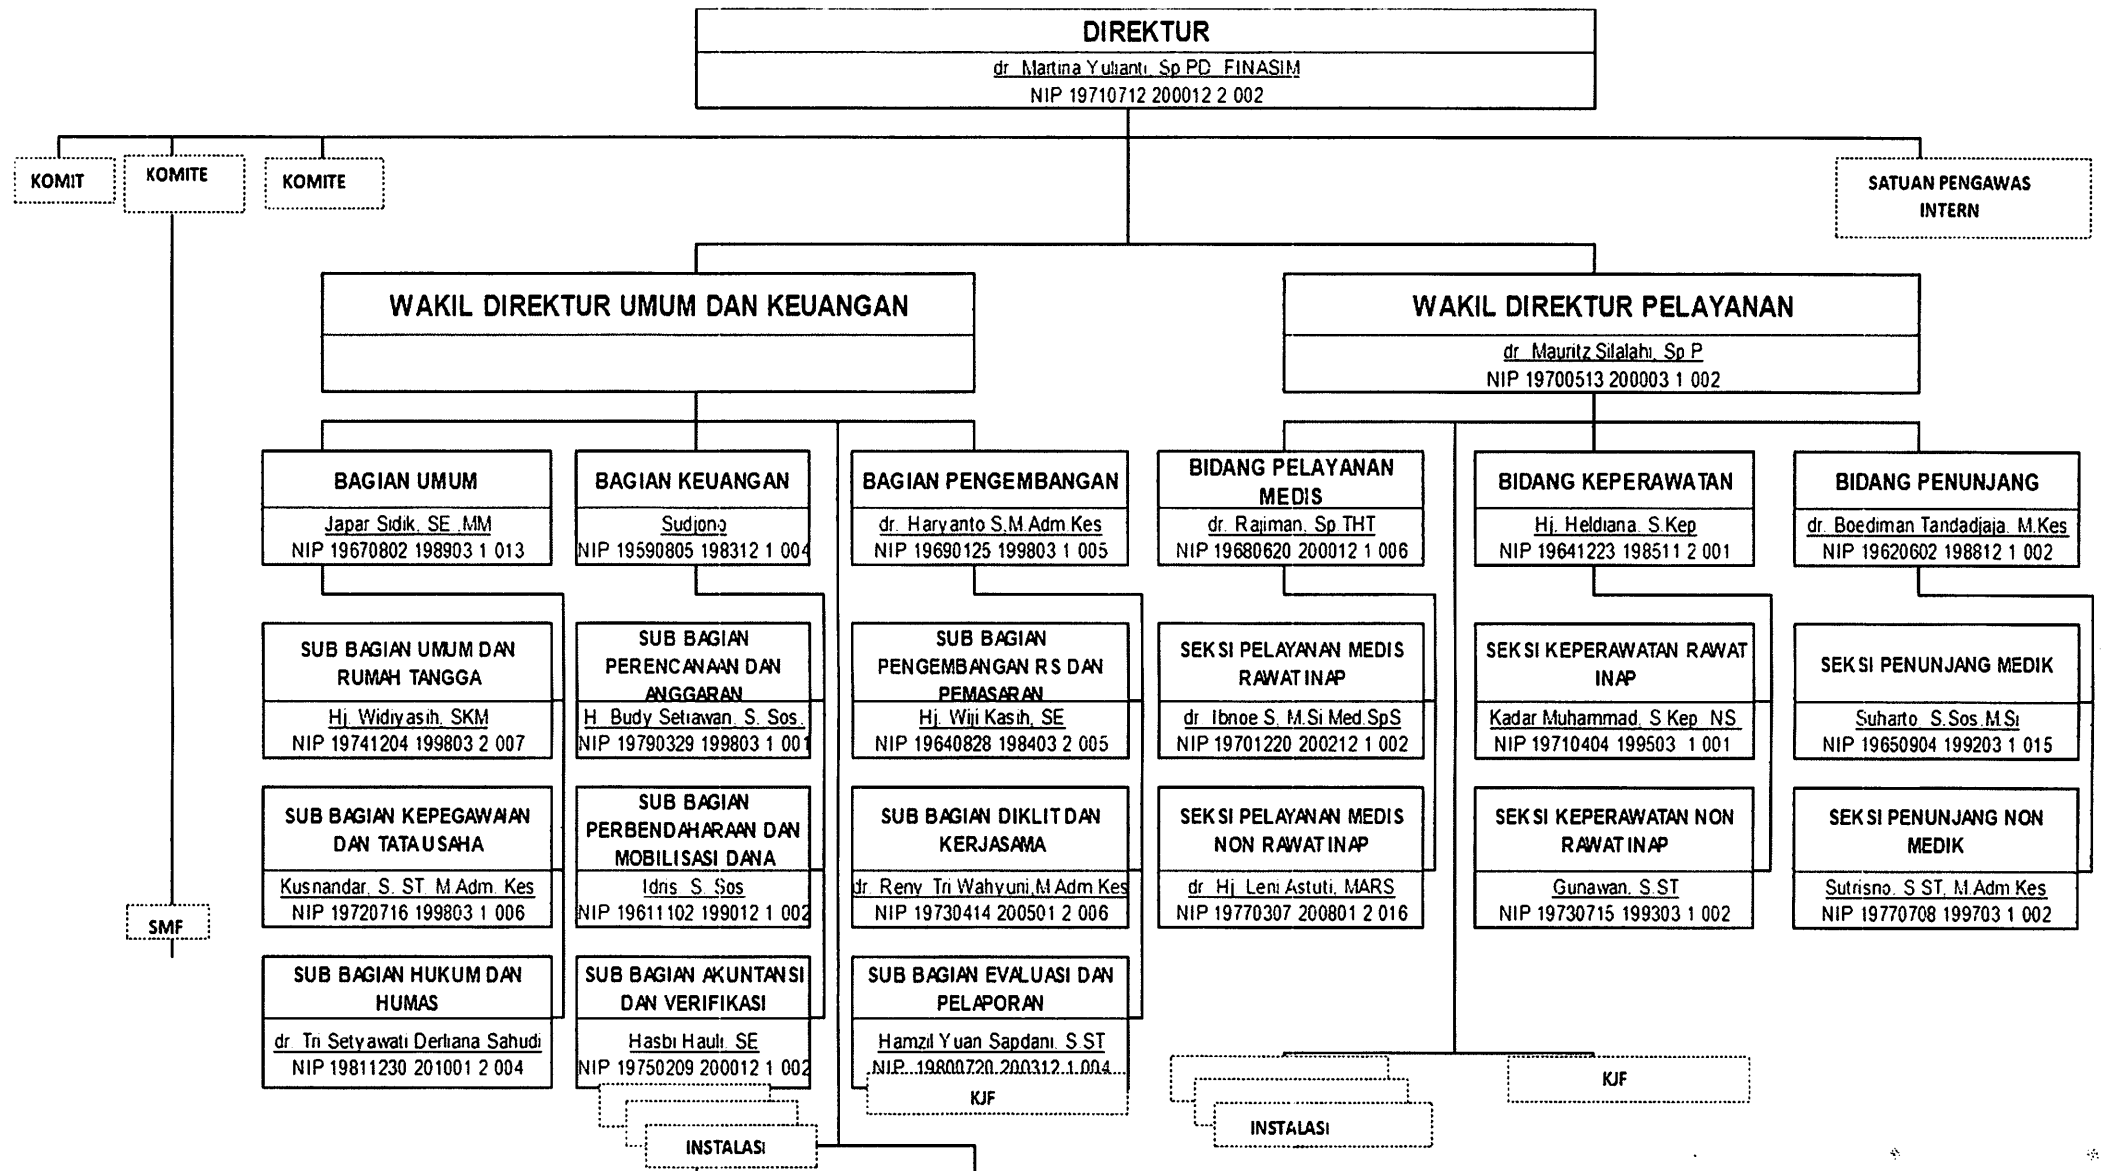 DIREKTUR
dr. Martina Yulianti, Sp PD FINASIM
NIP 19710712 200012 2 002
KOMIT
KOMITE
KOMITE
SATUAN PENGAWAS
INTERN
WAKIL DIREKTUR UMUM DAN KEUANGAN
WAKIL DIREKTUR PELAYANAN
dr Mauritz Silalahi, Sp P
NIP 19700513 200003 1 002
BAGIAN UMUM
Japar Sidik, SE .MM
NIP 19670802 198903 1 013
BAGIAN KEUANGAN
Sudjono
NIP 19590805 198312 1 004
BAGIAN PENGEMBANGAN
dr. Haryanto S,M.Adm Kes
NIP 19690125 199803 1 005
BIDANG PELAYANAN
MEDIS
dr. Rajiman, Sp.THT
NIP 19680620 200012 1 006
BIDANG KEPERAWATAN
Hj. Heldiana, S.Kep
NIP 19641223 198511 2 001
BIDANG PENUNJANG
dr. Boediman Tandadjaja, M.Kes
NIP 19620602 198812 1 002
SUB BAGIAN UMUM DAN
RUMAH TANGGA
Hj. Widiyasih, SKM
NIP 19741204 199803 2 007
SUB BAGIAN
PERENCANAAN DAN
ANGGARAN
H Budy Setiawan, S. Sos.
NIP 19790329 199803 1 001
SUB BAGIAN
PENGEMBANGAN RS DAN
PEMASARAN
Hj. Wiji Kasih, SE
NIP 19640828 198403 2 005
SEKSI PELAYANAN MEDIS
RAWAT INAP
dr Ibnoe S, M.Si Med.SpS
NIP 19701220 200212 1 002
SEKSI KEPERAWATAN RAWAT
INAP
Kadar Muhammad, S Kep NS
NIP 19710404 199503 1 001
SEKSI PENUNJANG MEDIK
Suharto S.Sos.M.Si
NIP 19650904 199203 1 015
SUB BAGIAN KEPEGAWAIAN
DAN TATA USAHA
Kusnandar, S. ST. M.Adm. Kes
NIP 19720716 199803 1 006
SUB BAGIAN
PERBENDAHARAAN DAN
MOBILISASI DANA
Idris S. Sos
NIP 19611102 199012 1 002
SUB BAGIAN DIKLIT DAN
KERJASAMA
dr. Reny Tri Wahyuni,M Adm Kes
NIP 19730414 200501 2 006
SEKSI PELAYANAN MEDIS
NON RAWAT INAP
dr Hj Leni Astuti, MARS
NIP 19770307 200801 2 016
SEKSI KEPERAWATAN NON
RAWAT INAP
Gunawan, S.ST
NIP 19730715 199303 1 002
SEKSI PENUNJANG NON
MEDIK
Sutrisno. S ST, M.Adm Kes
NIP 19770708 199703 1 002
SMF
SUB BAGIAN HUKUM DAN
HUMAS
dr. Tri Setyawati Derliana Sahudi
NIP 19811230 201001 2 004
SUB BAGIAN AKUNTANSI
DAN VERIFIKASI
Hasbi Hauli, SE
NIP 19750209 200012 1 002
SUB BAGIAN EVALUASI DAN
PELAPORAN
Hamzil Yuan Sapdani, S.ST
NIP. 19800720 200312 1 004
KJF
INSTALASI
INSTALASI
KJF